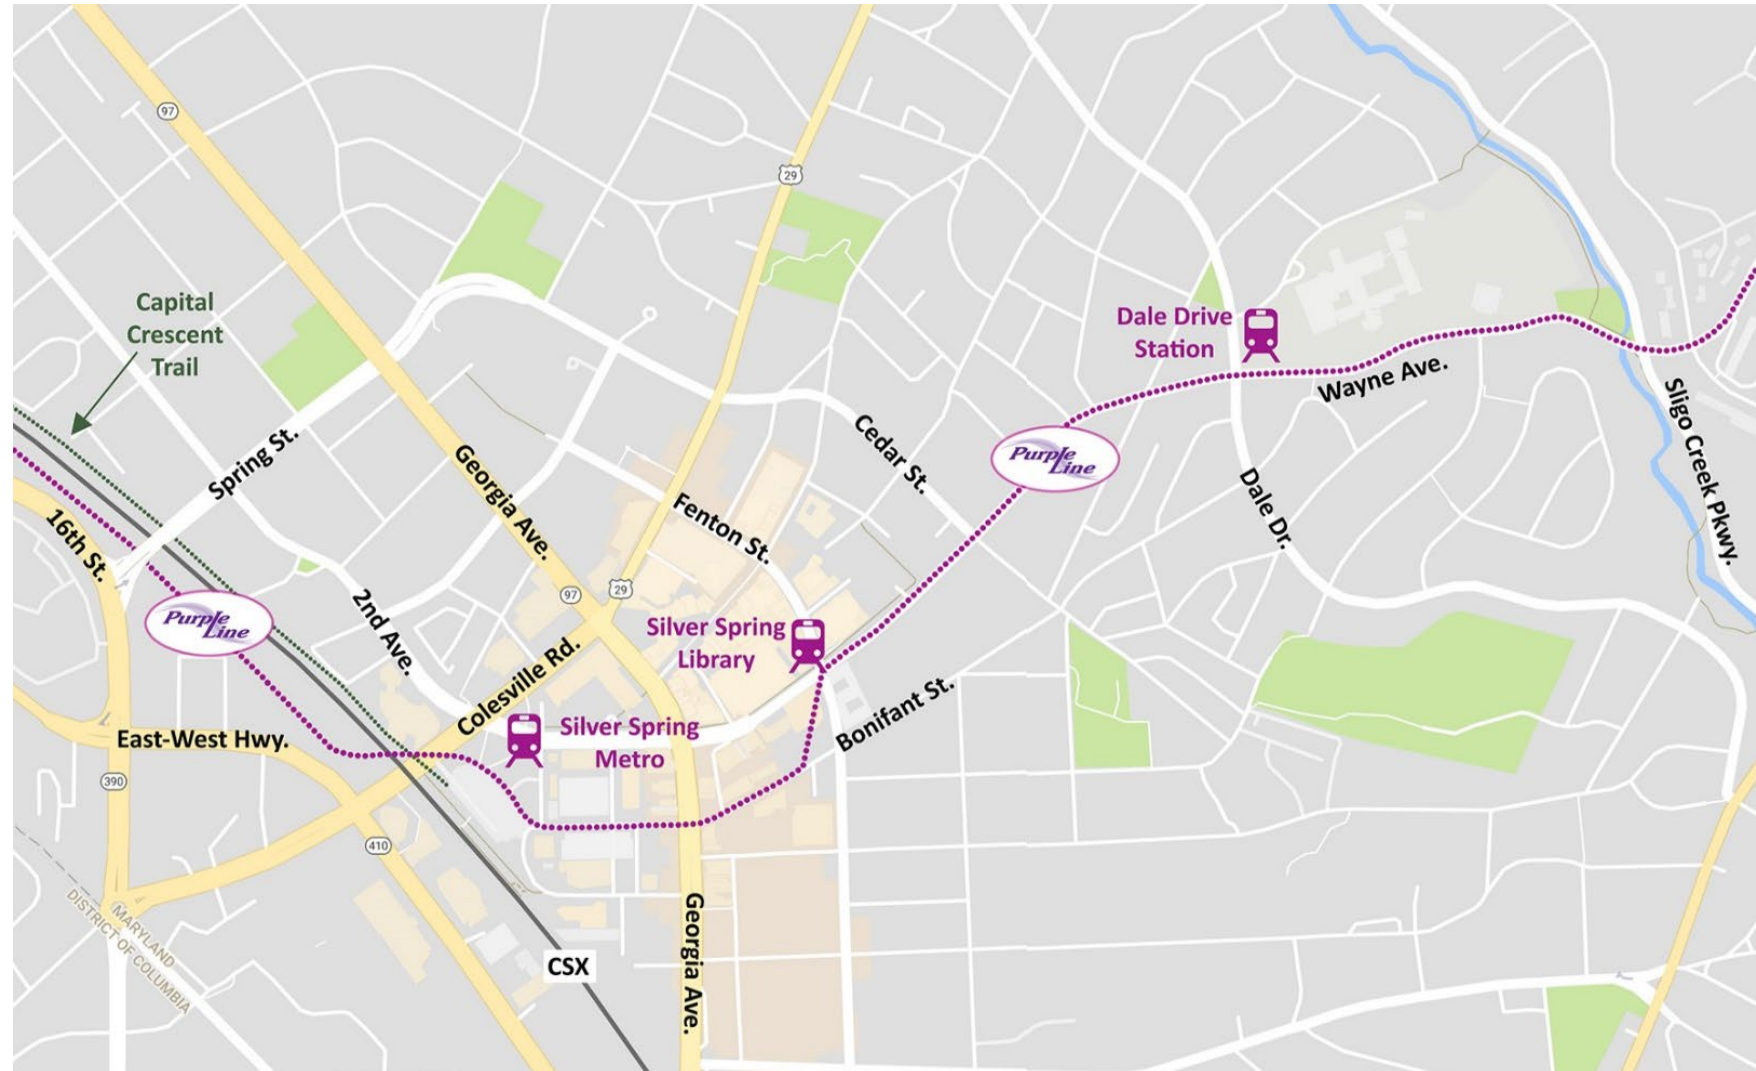 97
29
Capital
Crescent
Trail
Dale Drive
Station
Wayne Ave.
Sligo Creek Pkwy.
Cedar St.
Purple
Line
Spring St.
Georgia Ave.
Dale Dr.
16th St.
Fenton St.
97
29
2nd Ave.
Purple
Line
Silver Spring
Library
Colesville Rd.
Bonifant St.
Silver Spring
Metro
East-West Hwy.
390
410
MARYLAND
DISTRICT OF COLUMBIA
CSX
Georgia Ave.